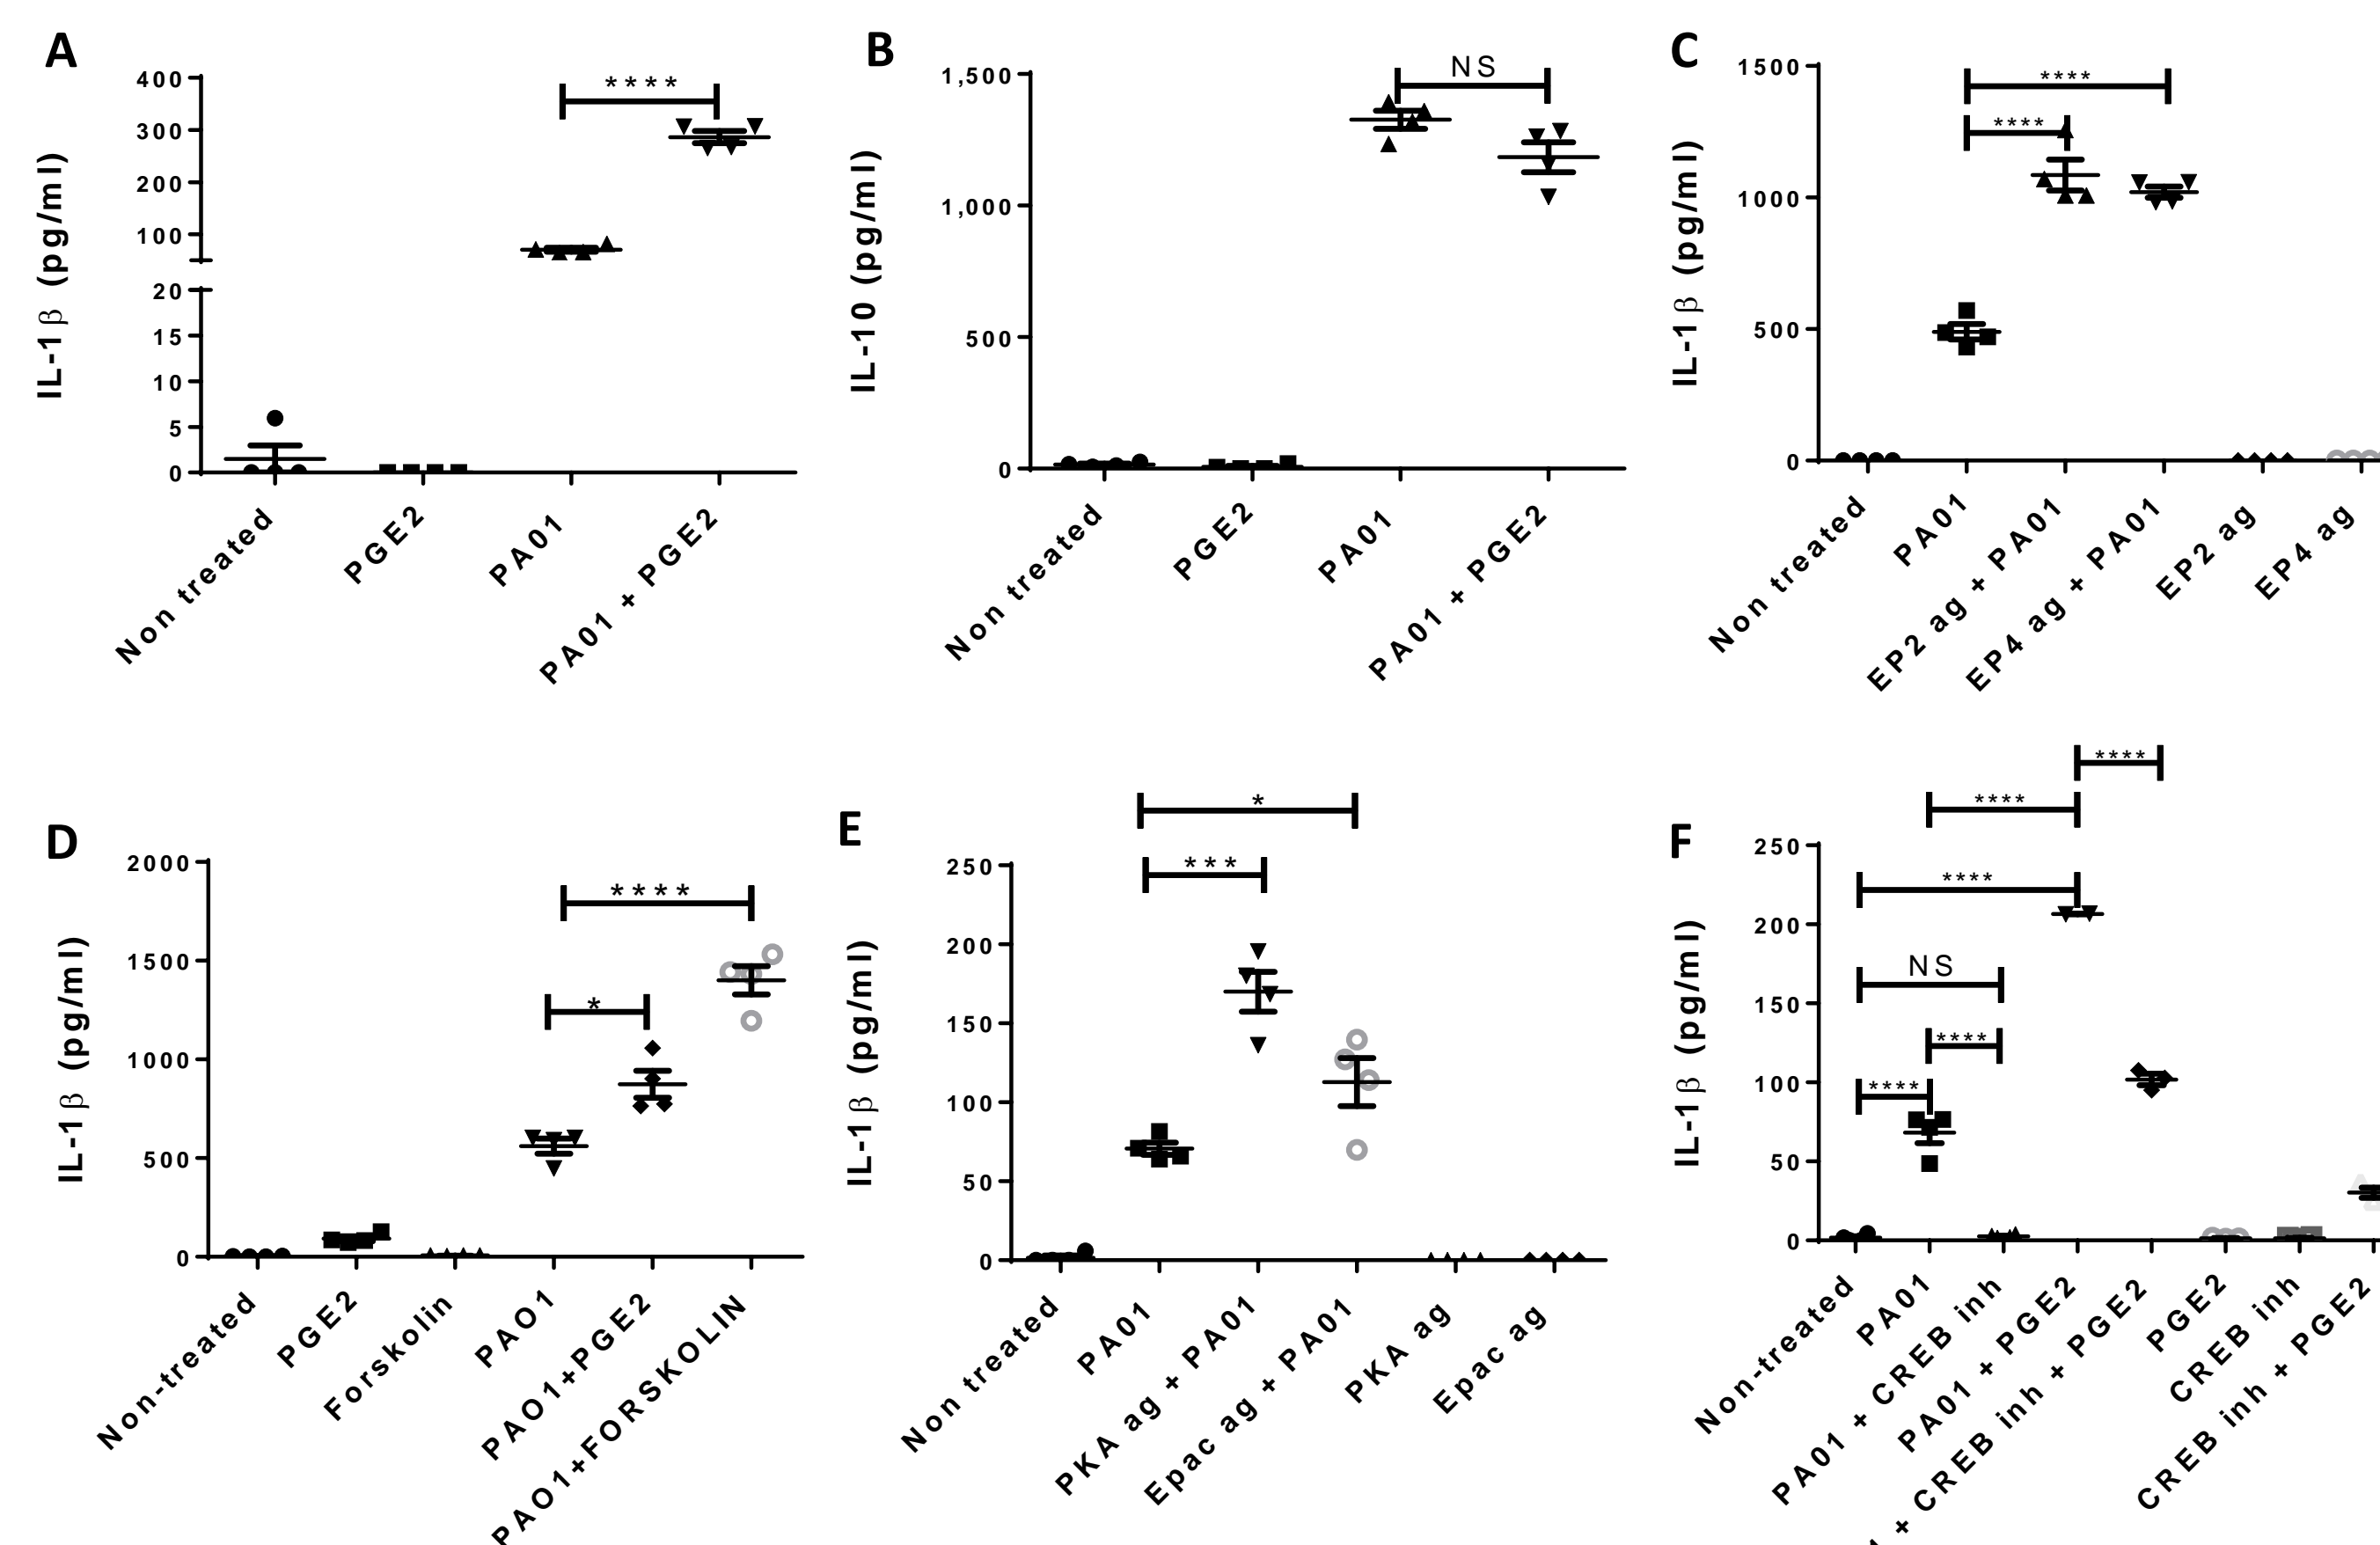 A
IL-1β (pg/ml)
400
300
200
100
20
15
10
5
0
****
Non treated
PGE2
PA01
PA01 + PGE2
B
IL-10 (pg/ml)
1,500
1,000
500
0
NS
Non treated
PGE2
PA01
PA01 + PGE2
C
IL-1β (pg/ml)
1500
1000
500
0
****
****
Non treated
PA01
EP2 ag + PA01
EP4 ag + PA01
EP2 ag
EP4 ag
D
IL-1β (pg/ml)
2000
1500
1000
500
0
****
*
Non-treated
PGE2
Forskolin
PAO1
PAO1+PGE2
PAO1+FORSKOLIN
E
IL-1β (pg/ml)
250
200
150
100
50
0
*
***
Non treated
PA01
PKA ag + PA01
Epac ag + PA01
PKA ag
Epac ag
F
IL-1β (pg/ml)
250
200
150
100
50
0
****
****
****
NS
****
****
Non-treated
PA01
PA01 + CREB inh
PA01 + PGE2
1 + CREB inh + PGE2
PGE2
CREB inh
CREB inh + PGE2